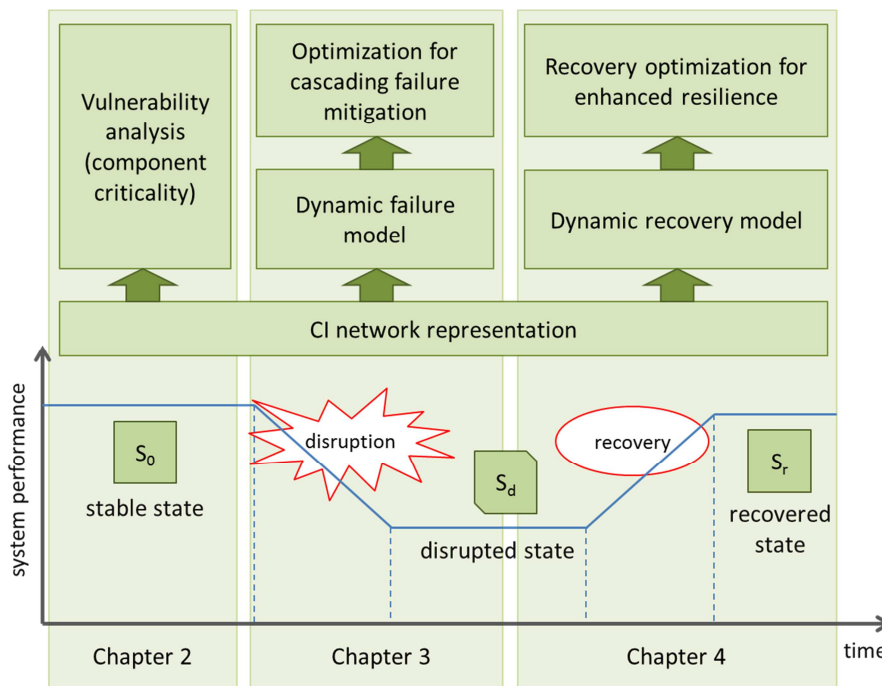 Vulnerability
analysis
(component
criticality)
Optimization for
cascading failure
mitigation
Dynamic failure
model
Recovery optimization for
enhanced resilience
Dynamic recovery model
CI network representation
system performance
disruption
recovery
S0
stable state
Sd
disrupted state
Sr
recovered
state
time
Chapter 2
Chapter 3
Chapter 4